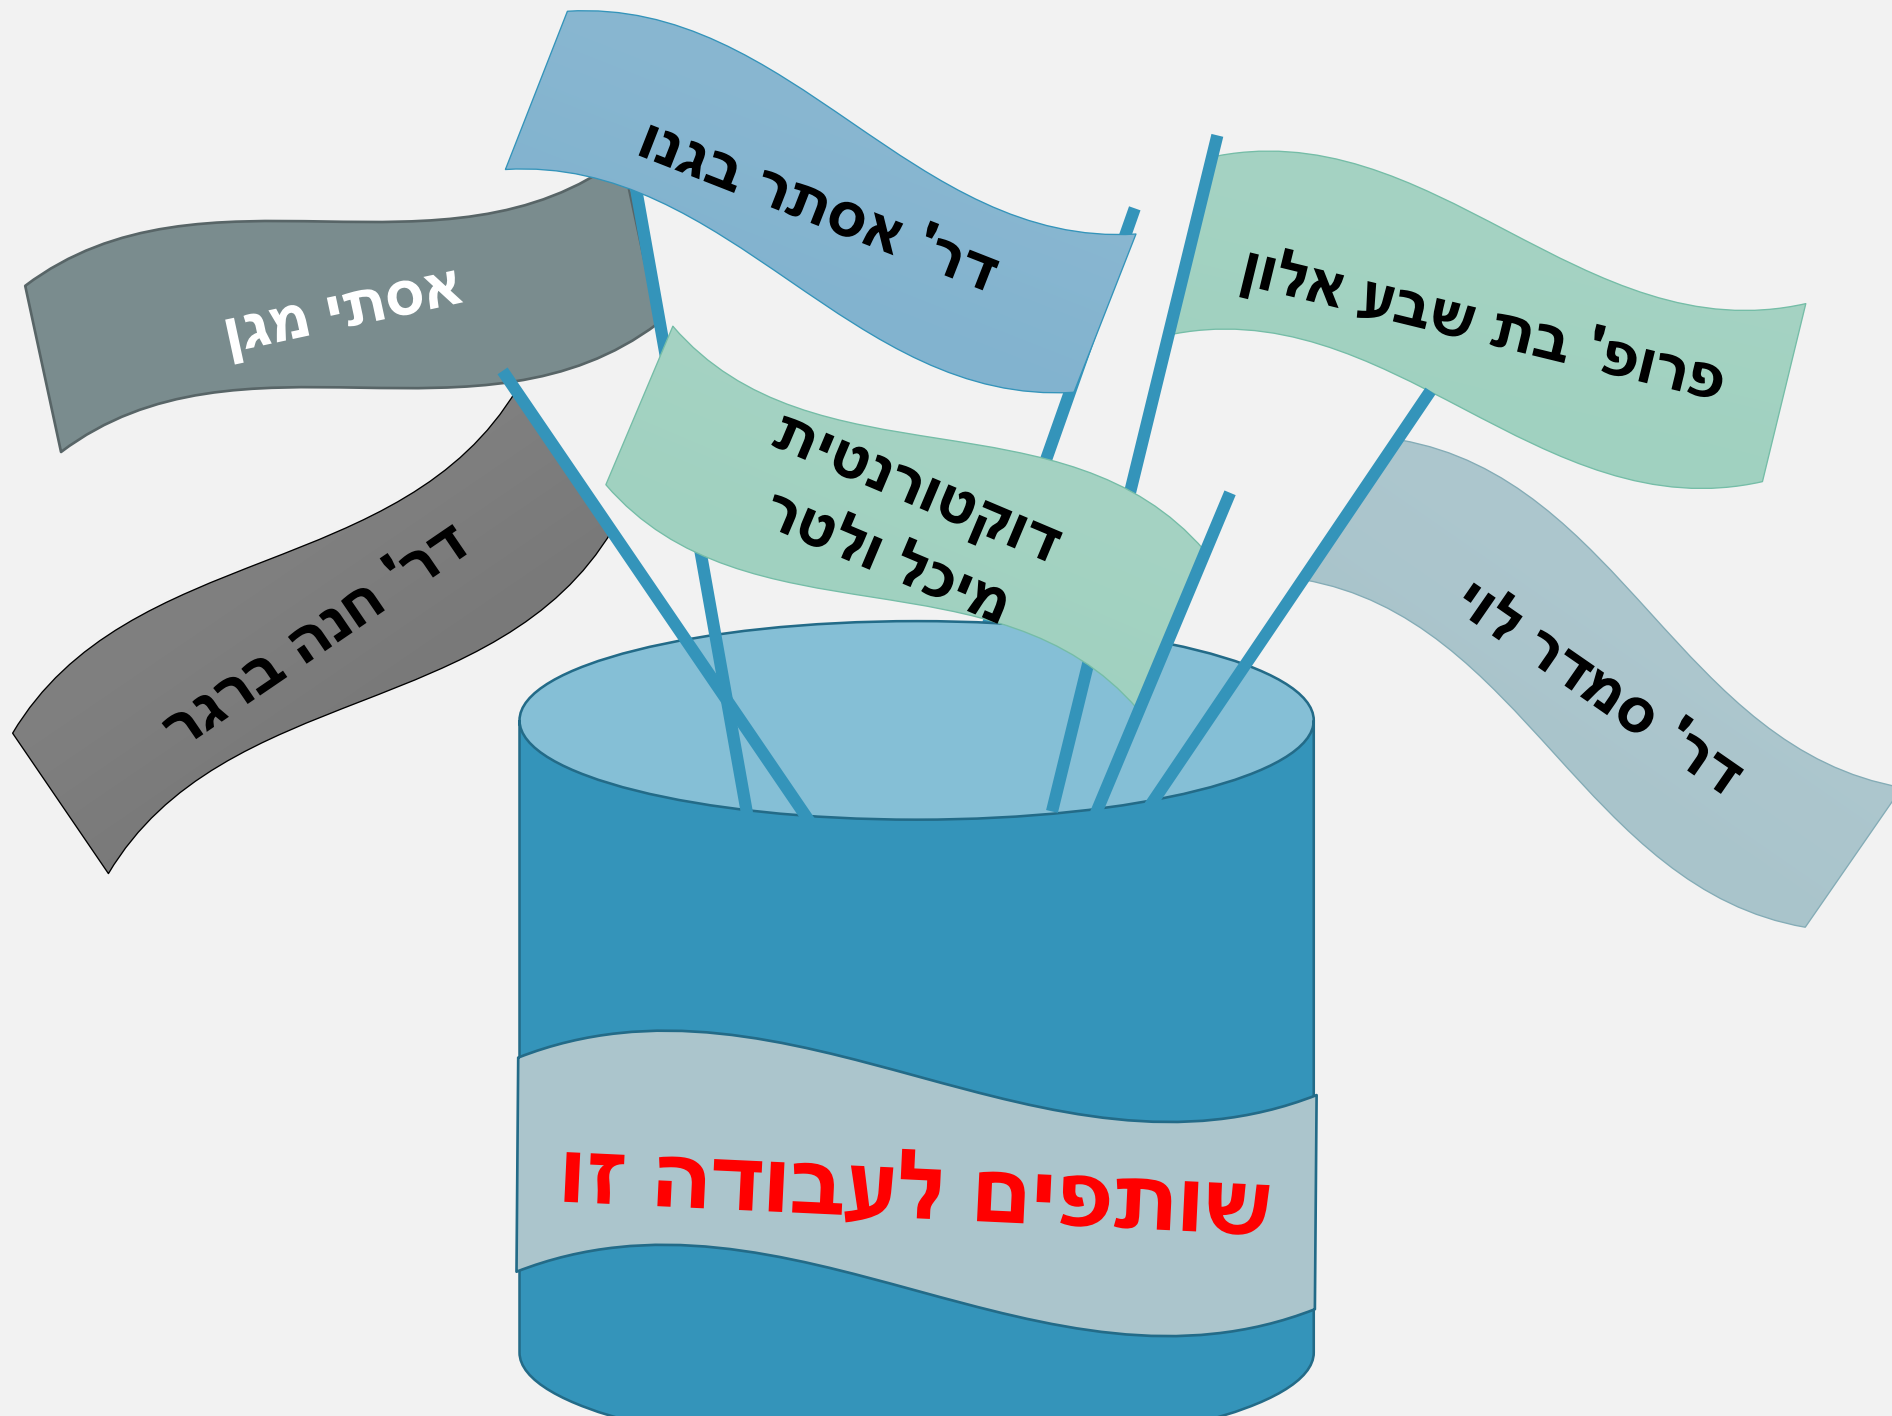 דר' אסתר בגנו
פרופ' בת שבע אלון
אסתי מגן
דוקטורנטית
מיכל ולטר
דר' חנה ברגר
דר' סמדר לוי
שותפים לעבודה זו